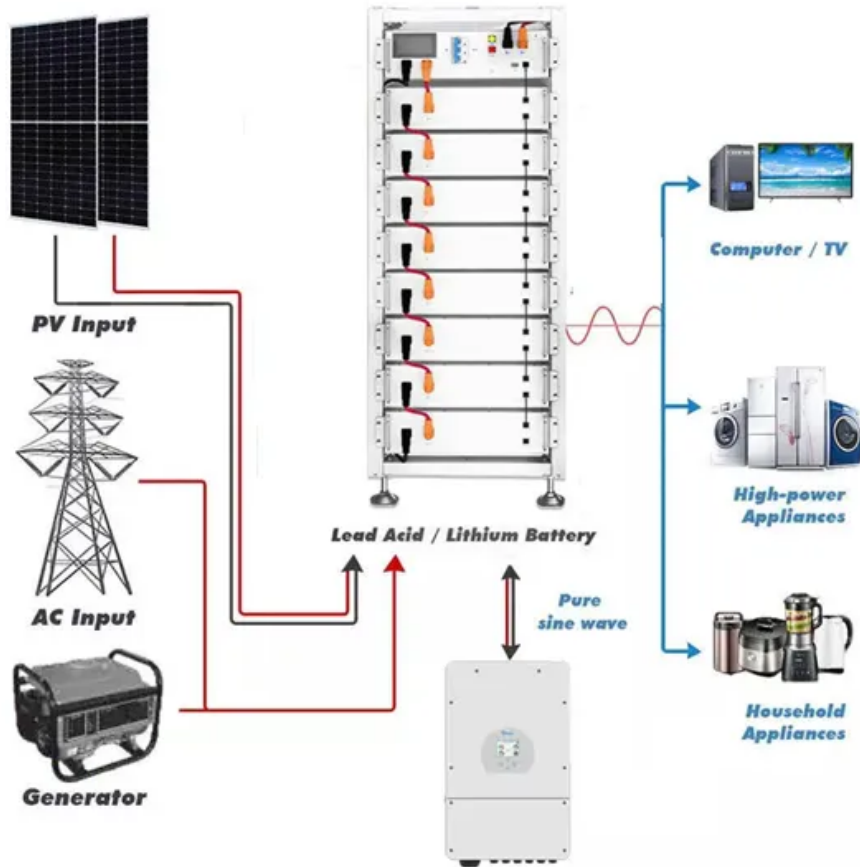 PV Input
AC Input
Generator
Lead Acid / Lithium Battery
Pure
sine wave
Computer / TV
High-power
Appliances
Household
Appliances